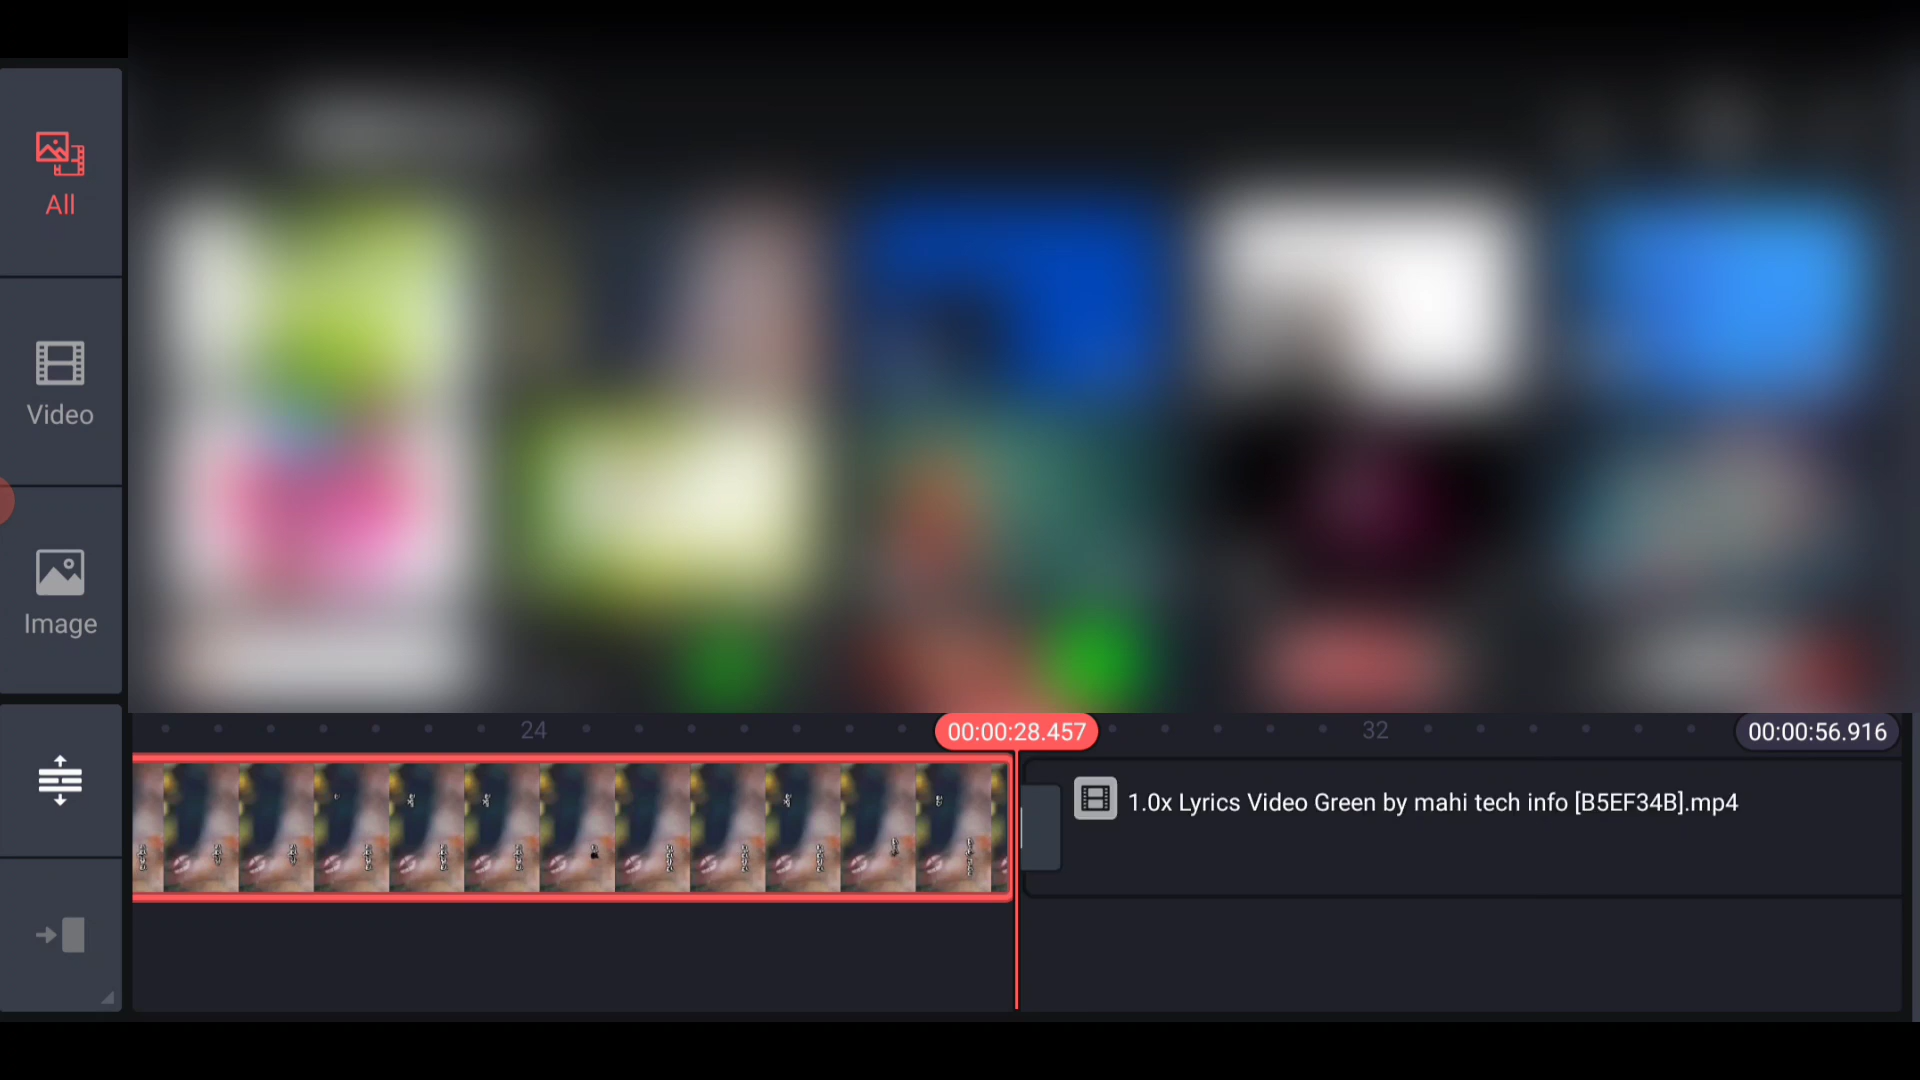 All
Video
Image
24
00:00:28.457
32
00:00:56.916
1.0x Lyrics Video Green by mahi tech info [B5EF34B].mp4